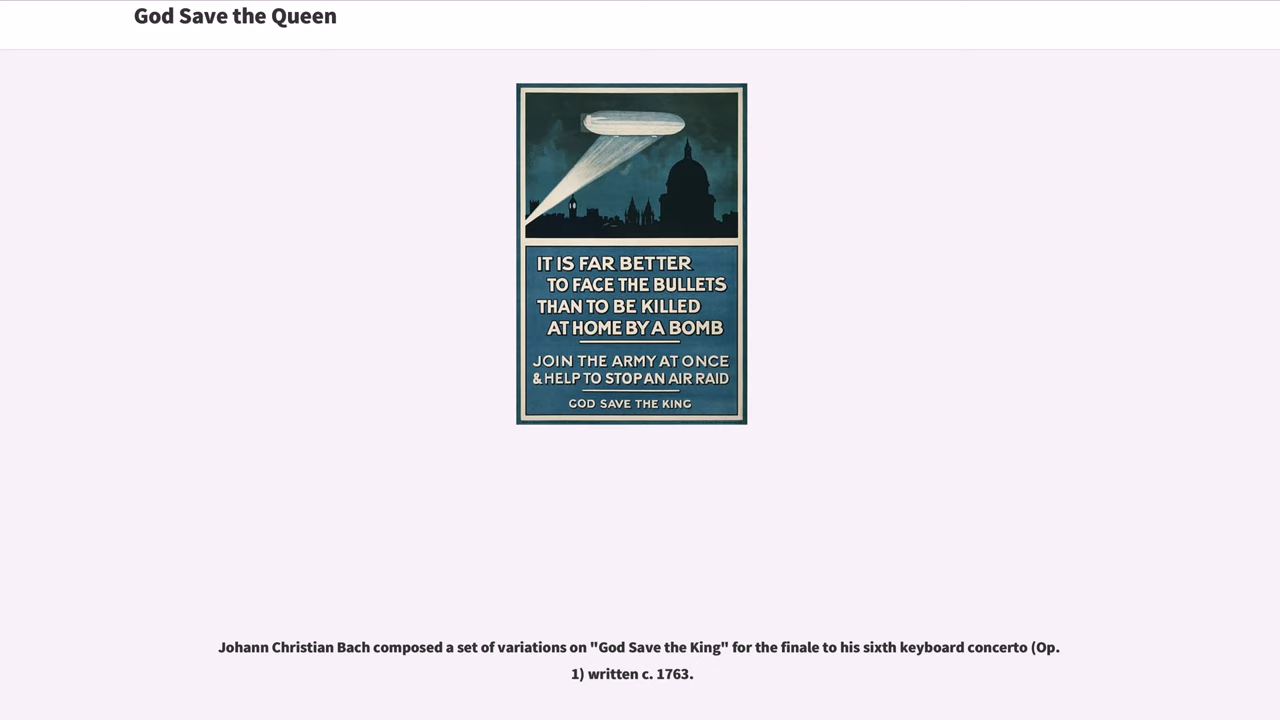 God Save the Queen
IT IS FAR BETTER
TO FACE THE BULLETS
THAN TO BE KILLED
AT HOME BY A BOMB
JOIN THE ARMY AT ONCE
& HELP TO STOP AN AIR RAID
GOD SAVE THE KING
Johann Christian Bach composed a set of variations on "God Save the King" for the finale to his sixth keyboard concerto (Op.
1) written c. 1763.